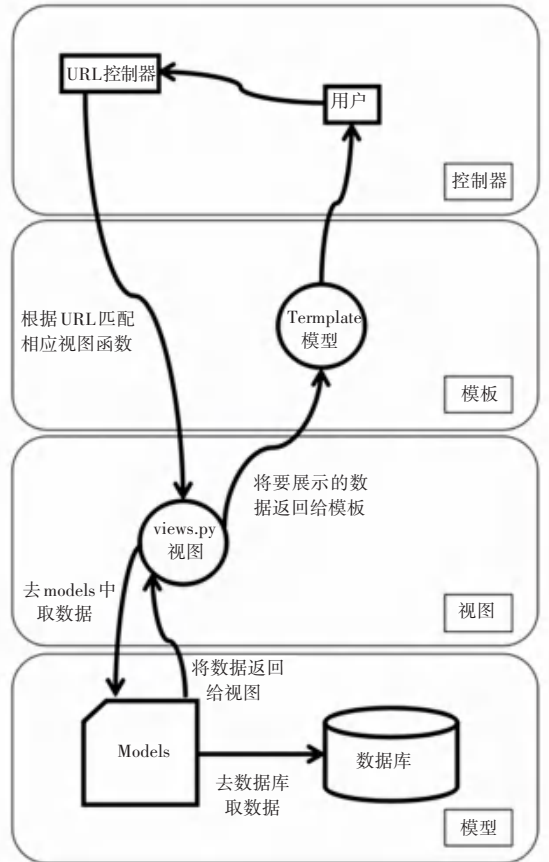 URL控制器
用户
控制器
根据URL匹配
相应视图函数
Termplate
模型
模板
将要展示的数
据返回给模板
views.py
视图
去models中
取数据
视图
将数据返回
给视图
Models
去数据库
取数据
数据库
模型